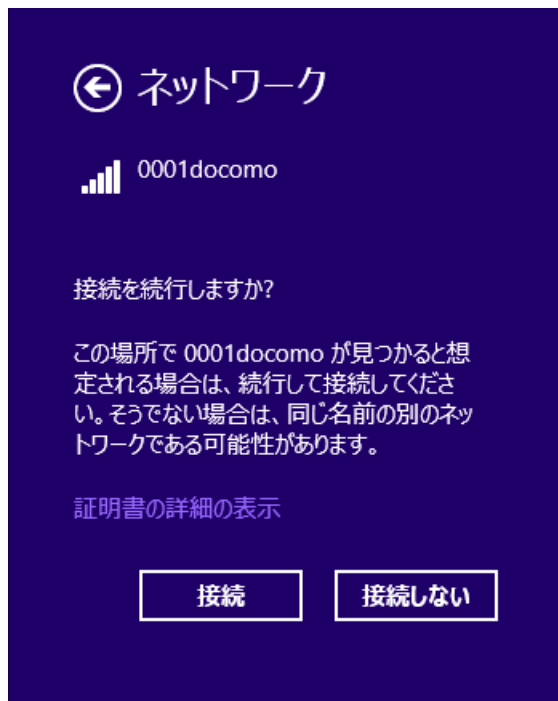 ネットワーク
0001docomo
接続を続行しますか?
この場所で 0001docomo が見つかると想
定される場合は、続行して接続してくださ
い。そうでない場合は、同じ名前の別のネッ
トワークである可能性があります。
証明書の詳細の表示
接続
接続しない